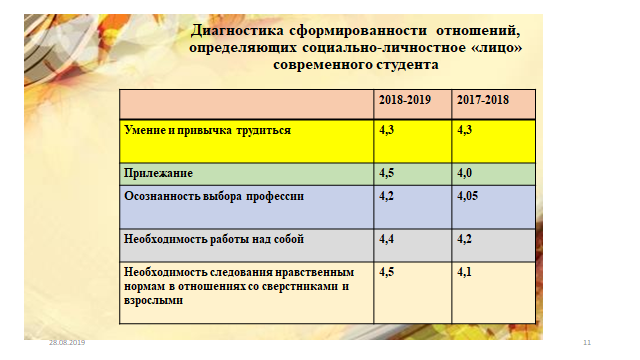 Диагностика сформированности отношений,
определяющих социально-личностное «лицо»
современного студента
2018-2019 2017-2018
Умение и привычка трудиться 4,3 4,3
Прилежание 4,5 4,0
Осознанность выбора профессии 4,2 4,05
Необходимость работы над собой 4,4 4,2
Необходимость следования нравственным 4,5 4,1
нормам в отношениях со сверстниками и
взрослыми
28.08.2019 11